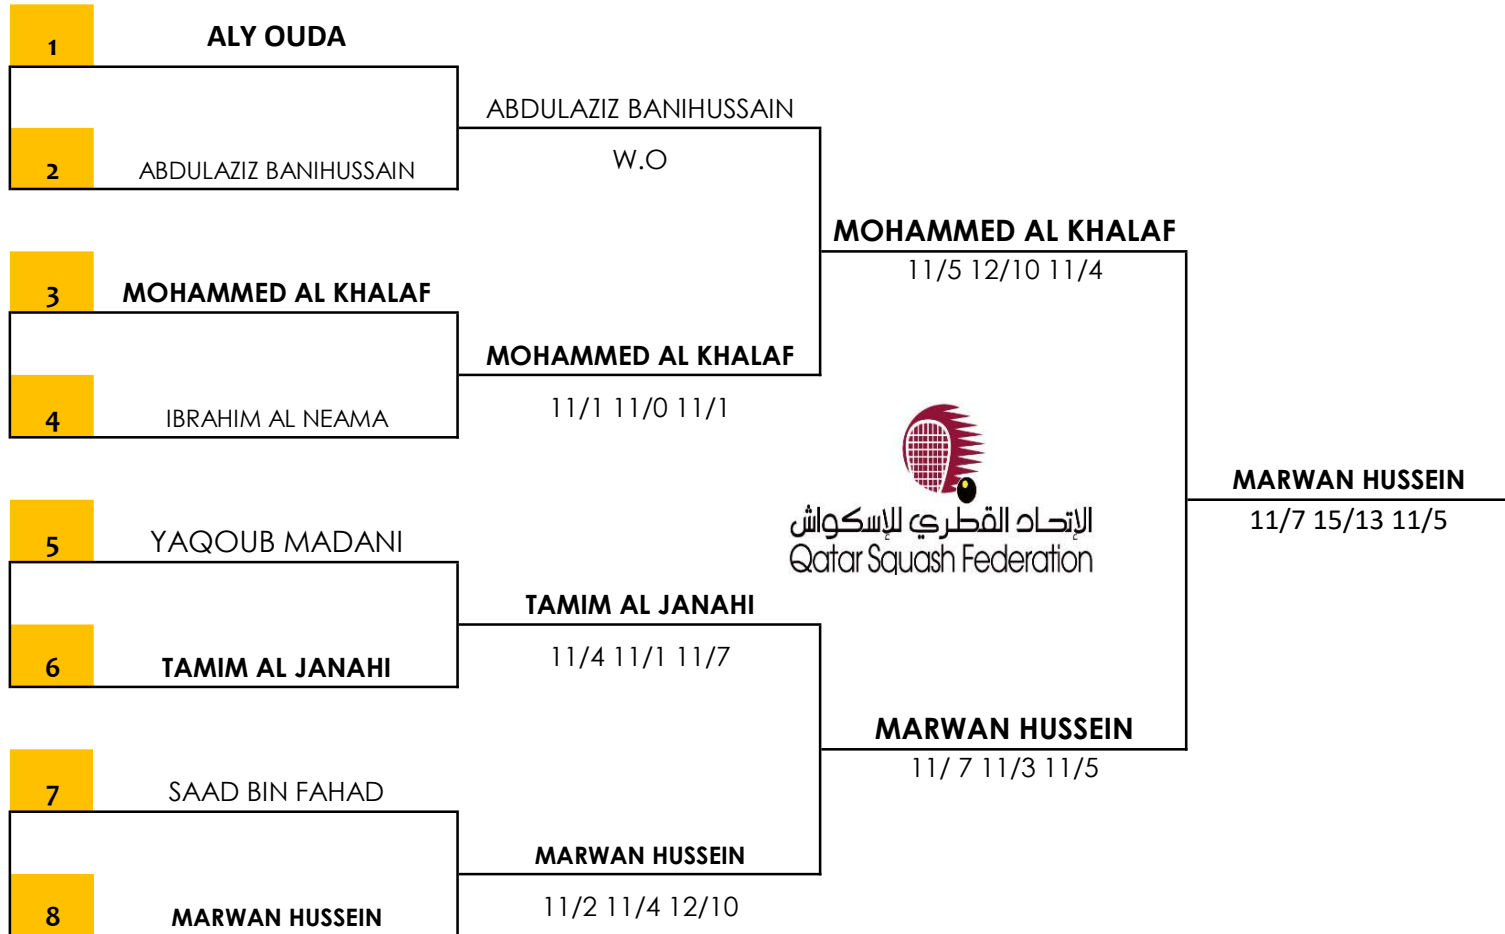 1 ALY OUDA
ABDULAZIZ BANIHUSSAIN
W.O
2 ABDULAZIZ BANIHUSSAIN
MOHAMMED AL KHALAF
11/5 12/10 11/4
3 MOHAMMED AL KHALAF
MOHAMMED AL KHALAF
11/1 11/0 11/1
4 IBRAHIM AL NEAMA
الإتحاد القطري للإسكواش
Qatar Squash Federation
MARWAN HUSSEIN
11/7 15/13 11/5
5 YAQOUB MADANI
TAMIM AL JANAHI
11/4 11/1 11/7
6 TAMIM AL JANAHI
MARWAN HUSSEIN
11/ 7 11/3 11/5
7 SAAD BIN FAHAD
MARWAN HUSSEIN
11/2 11/4 12/10
8 MARWAN HUSSEIN